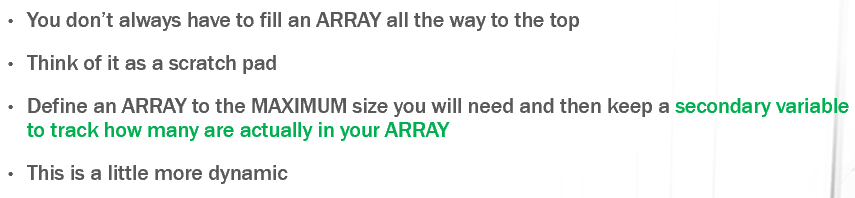 • You don’t always have to fill an ARRAY all the way to the top
• Think of it as a scratch pad
• Define an ARRAY to the MAXIMUM size you will need and then keep a secondary variable
to track how many are actually in your ARRAY
• This is a little more dynamic